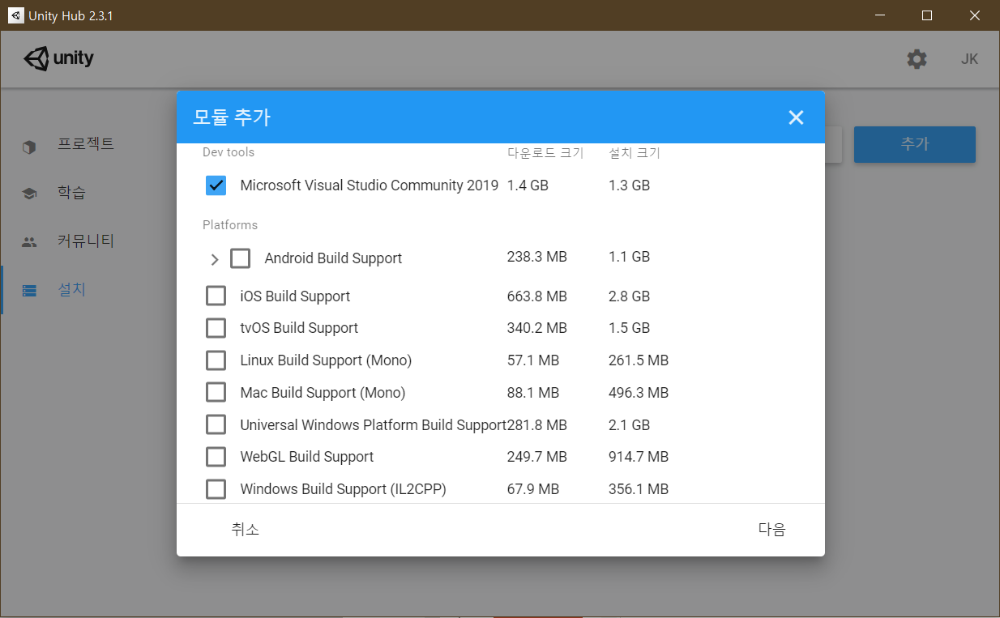 Unity Hub 2.3.1
unity
JK
프로젝트
학습
커뮤니티
설치
추가
모듈 추가
Dev tools 다운로드 크기 설치 크기
Microsoft Visual Studio Community 2019 1.4 GB 1.3 GB
Platforms
Android Build Support 238.3 MB 1.1 GB
iOS Build Support 663.8 MB 2.8 GB
tvOS Build Support 340.2 MB 1.5 GB
Linux Build Support (Mono) 57.1 MB 261.5 MB
Mac Build Support (Mono) 88.1 MB 496.3 MB
Universal Windows Platform Build Support 281.8 MB 2.1 GB
WebGL Build Support 249.7 MB 914.7 MB
Windows Build Support (IL2CPP) 67.9 MB 356.1 MB
취소 다음